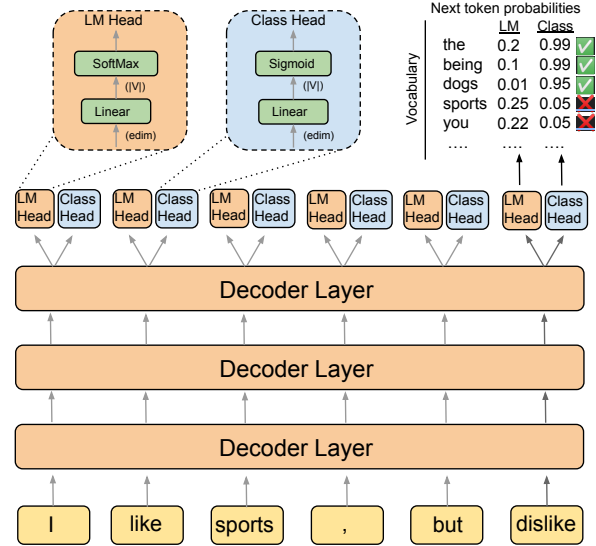 LM Head
SoftMax
(|V|)
Linear
(edim)
Class Head
Sigmoid
(|V|)
Linear
(edim)
Next token probabilities
LM Class
Vocabulary
the 0.2 0.99
being 0.1 0.99
dogs 0.01 0.95
sports 0.25 0.05
you 0.22 0.05
.... .... ....
LM Head Class Head LM Head Class Head LM Head Class Head LM Head Class Head LM Head Class Head LM Head Class Head
Decoder Layer
Decoder Layer
Decoder Layer
I like sports , but dislike